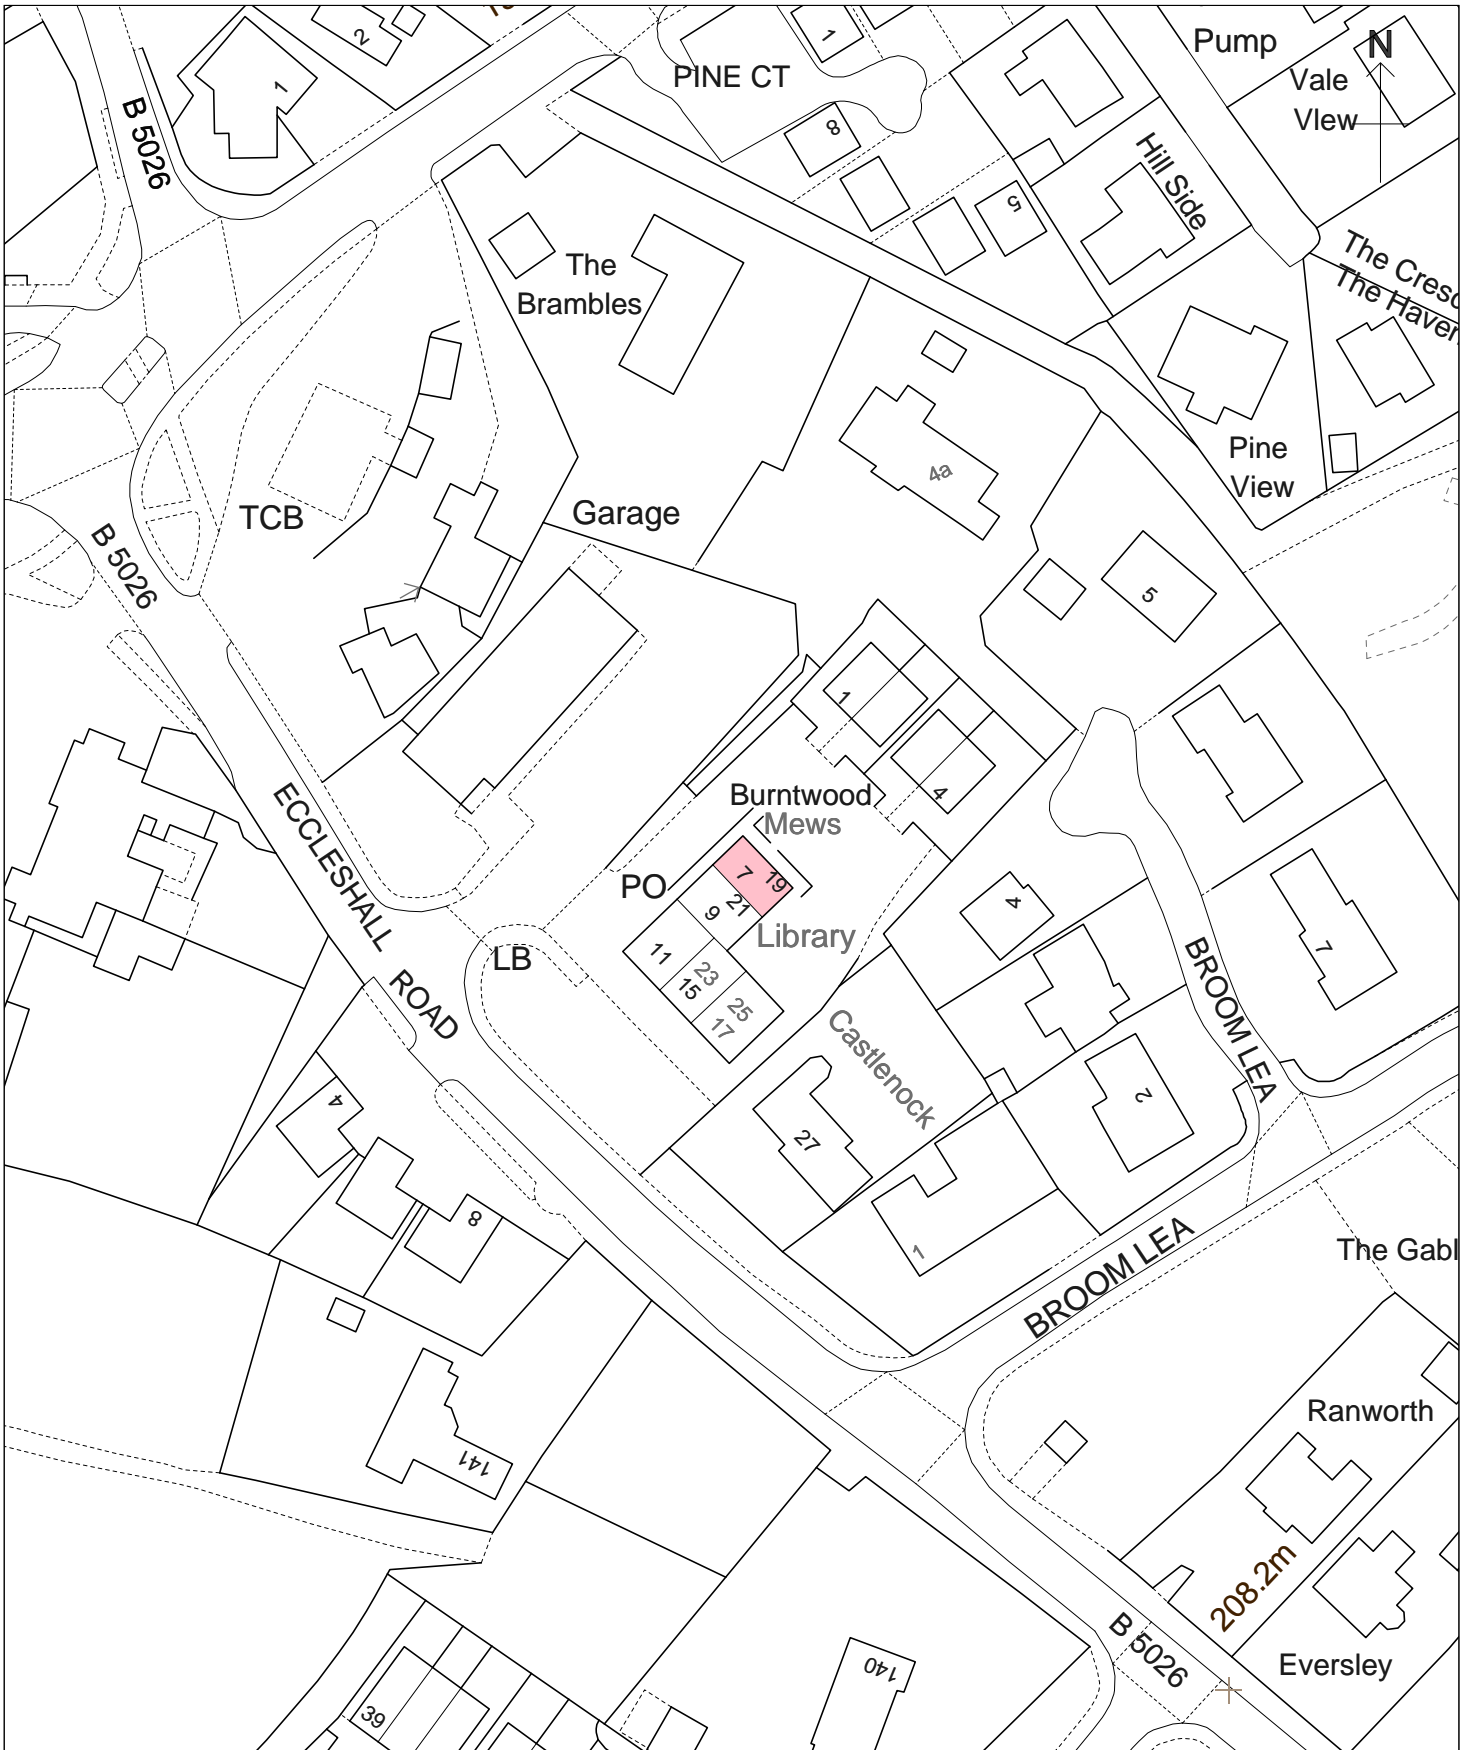 2
1
PINE CT
1
8
5
Pump
N
Vale
VIew
B 5026
Hill Side
The Cresc
The Haven
The
Brambles
4a
Pine
View
TCB
Garage
B 5026
5
1
4
Burntwood
Mews
ECCLESHALL
ROAD
PO
7
19
9
21
Library
11
23
15
25
17
LB
4
7
BROOM LEA
Castlenock
2
27
4
8
1
BROOM LEA
The Gabl
141
Ranworth
208.2m
Eversley
B 5026
140
39